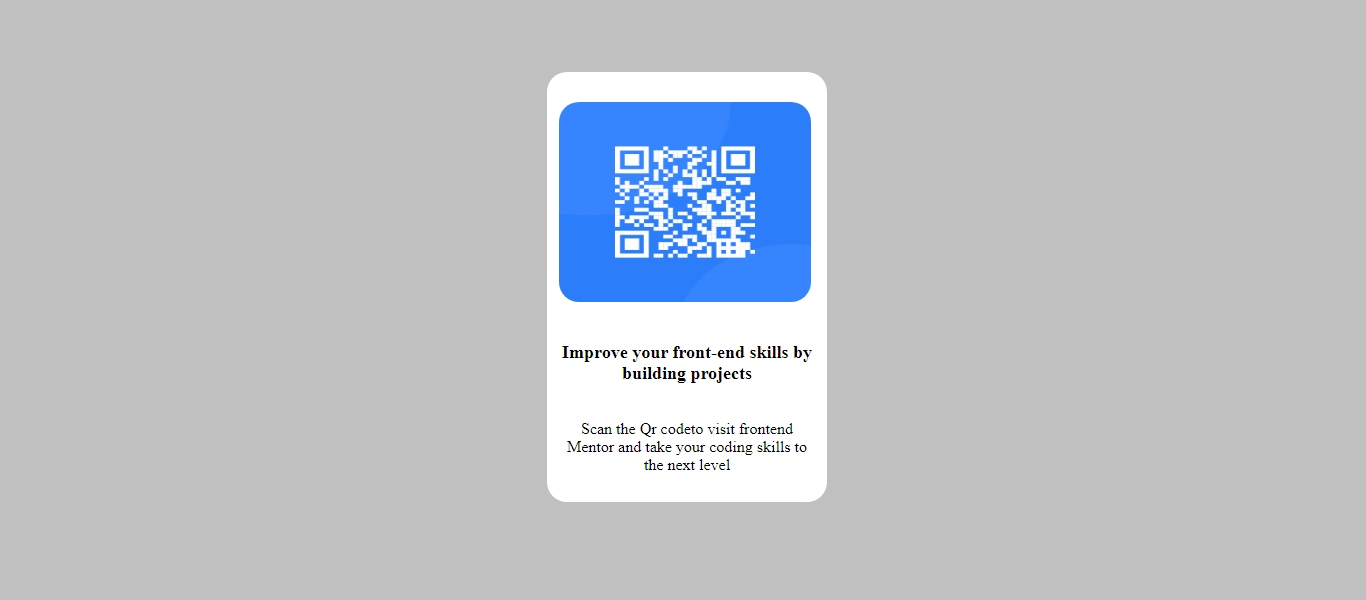 Improve your front-end skills by
building projects
Scan the Qr codeto visit frontend
Mentor and take your coding skills to
the next level